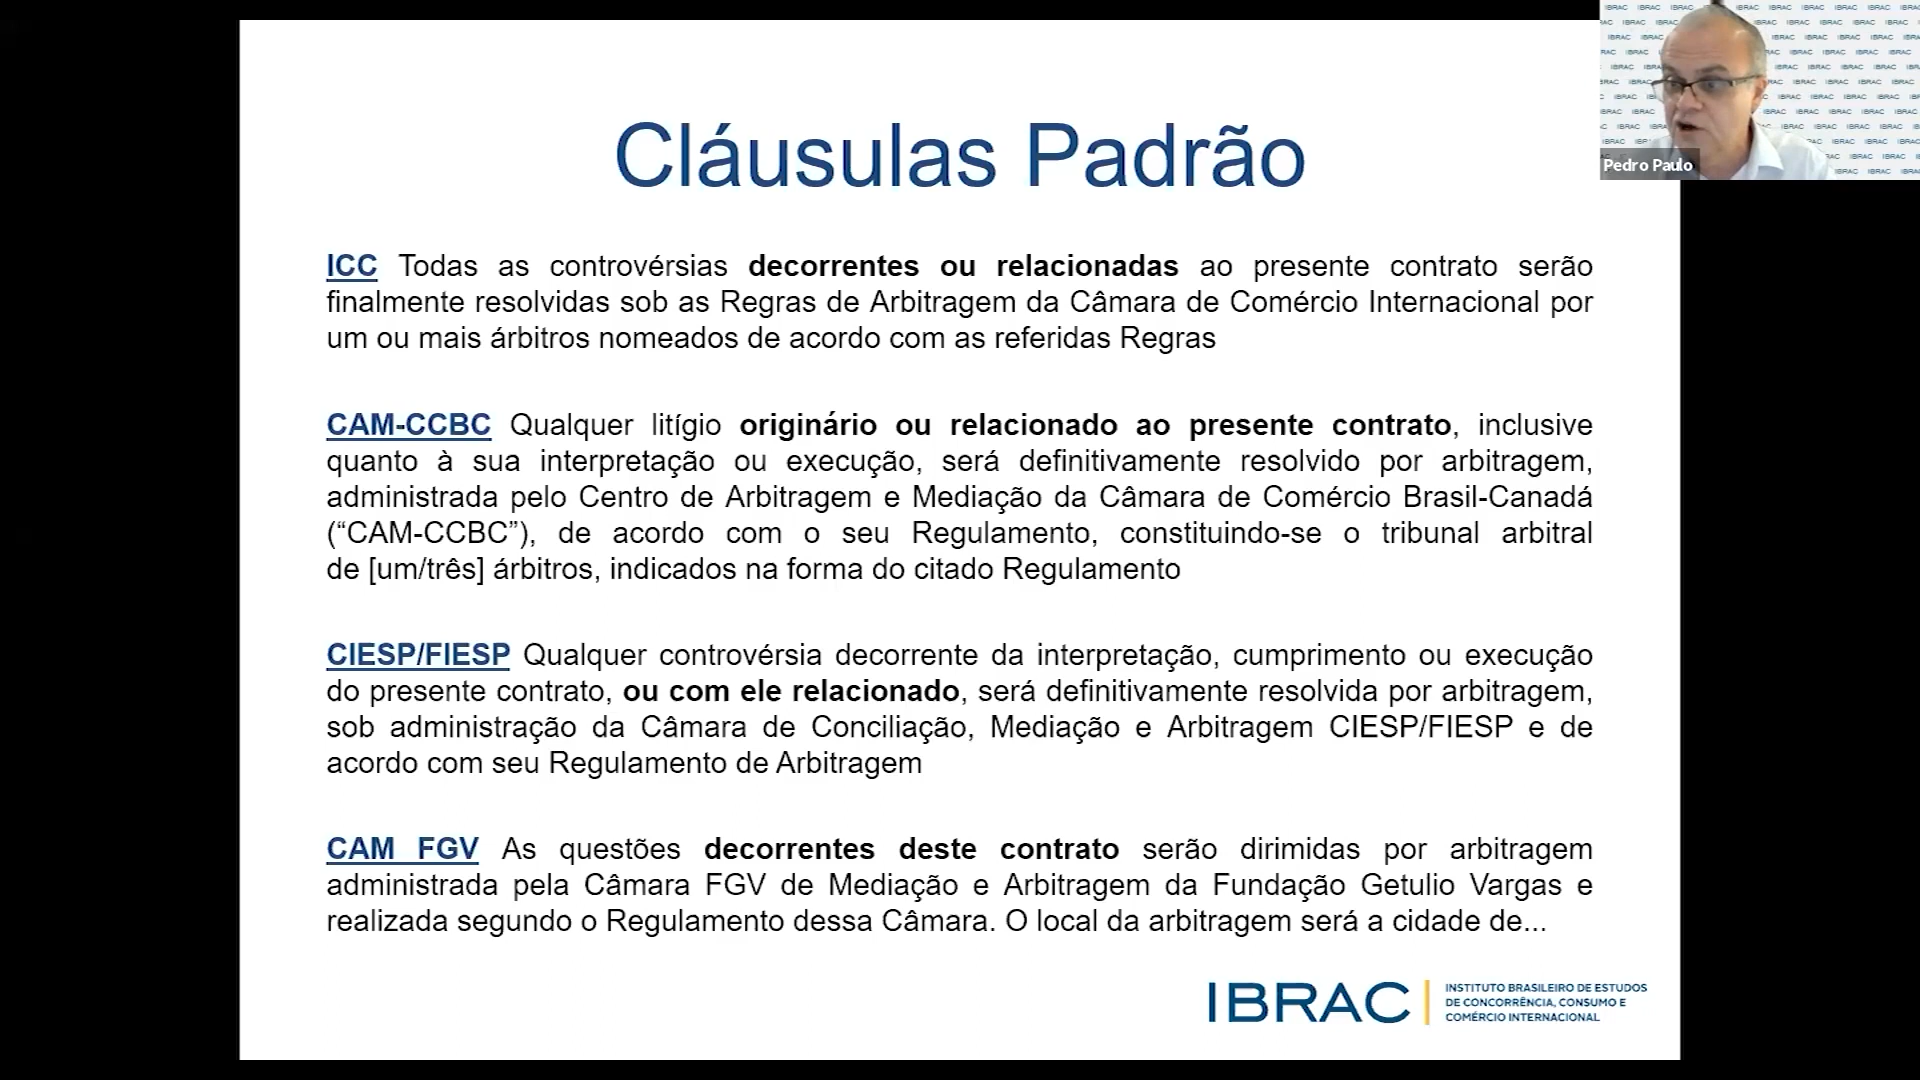 Cláusulas Padrão
Pedro Paulo
ICC Todas as controvérsias decorrentes ou relacionadas ao presente contrato serão
finalmente resolvidas sob as Regras de Arbitragem da Câmara de Comércio Internacional por
um ou mais árbitros nomeados de acordo com as referidas Regras
CAM-CCBC Qualquer litígio originário ou relacionado ao presente contrato, inclusive
quanto à sua interpretação ou execução, será definitivamente resolvido por arbitragem,
administrada pelo Centro de Arbitragem e Mediação da Câmara de Comércio Brasil-Canadá
(“CAM-CCBC”), de acordo com o seu Regulamento, constituindo-se o tribunal arbitral
de [um/três] árbitros, indicados na forma do citado Regulamento
CIESP/FIESP Qualquer controvérsia decorrente da interpretação, cumprimento ou execução
do presente contrato, ou com ele relacionado, será definitivamente resolvida por arbitragem,
sob administração da Câmara de Conciliação, Mediação e Arbitragem CIESP/FIESP e de
acordo com seu Regulamento de Arbitragem
CAM FGV As questões decorrentes deste contrato serão dirimidas por arbitragem
administrada pela Câmara FGV de Mediação e Arbitragem da Fundação Getulio Vargas e
realizada segundo o Regulamento dessa Câmara. O local da arbitragem será a cidade de...
IBRAC
INSTITUTO BRASILEIRO DE ESTUDOS
DE CONCORRÊNCIA, CONSUMO E
COMÉRCIO INTERNACIONAL